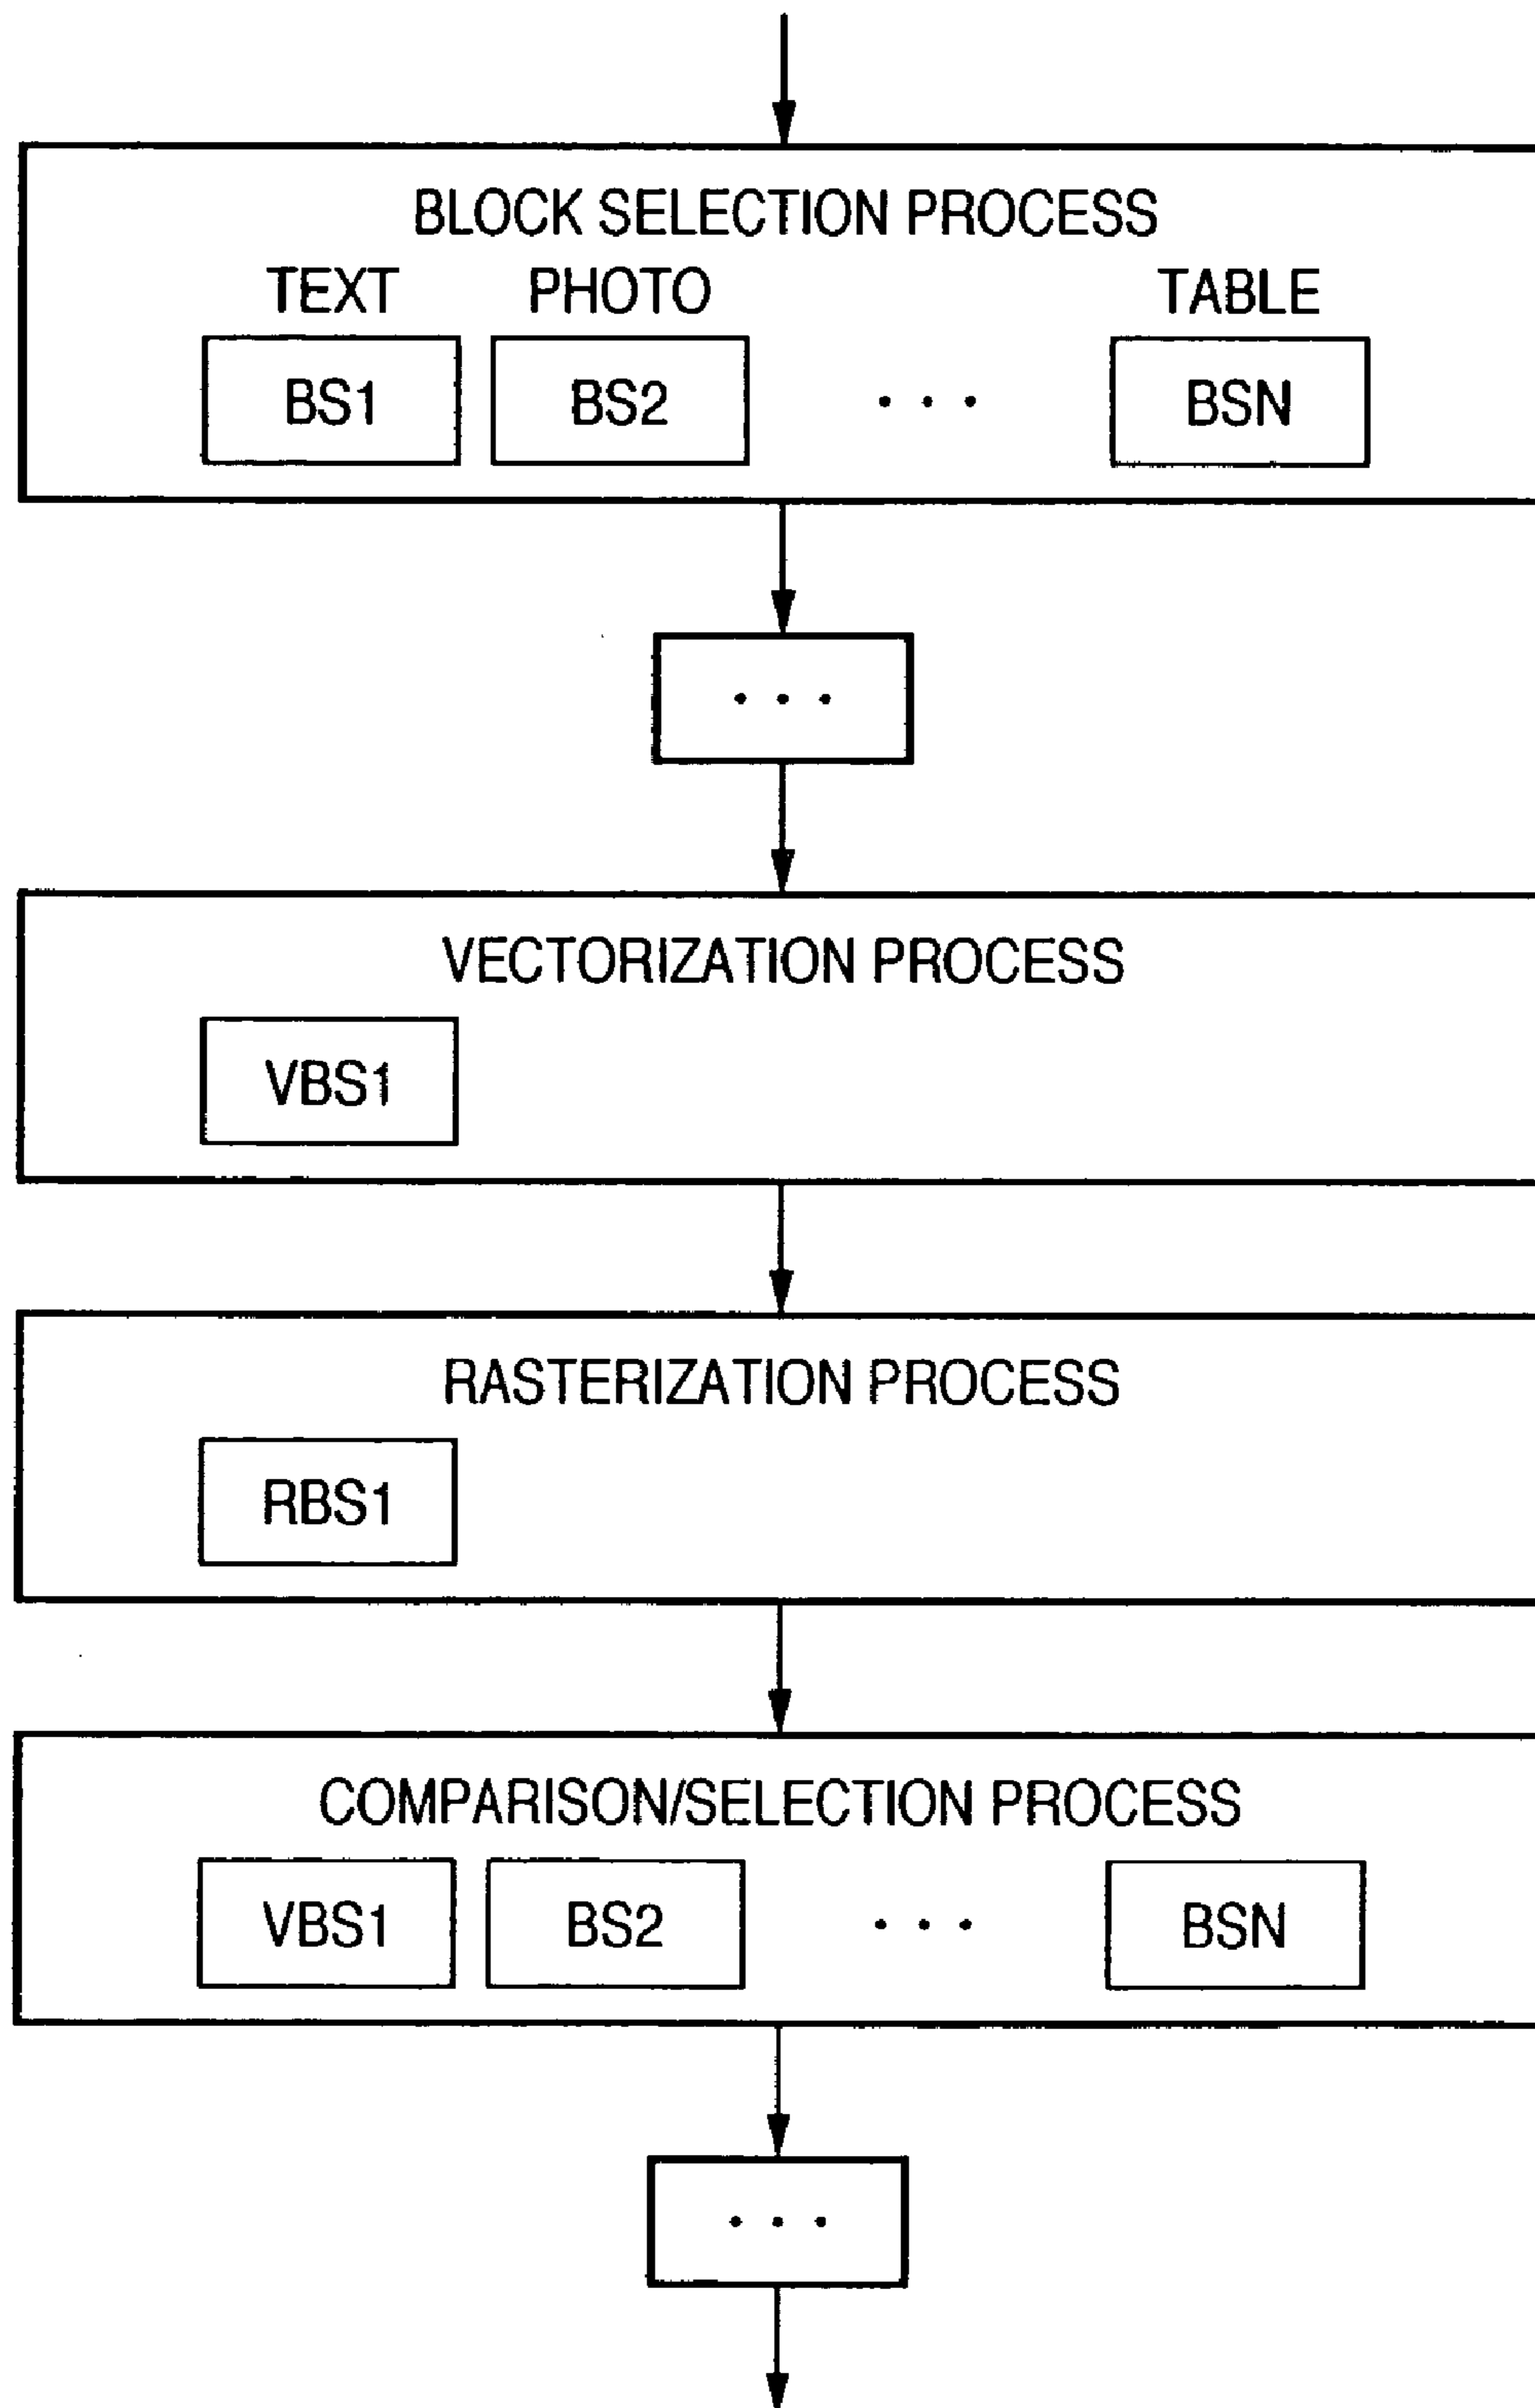 BLOCK SELECTION PROCESS
TEXT PHOTO TABLE
BS1 BS2 . . . BSN
. . .
VECTORIZATION PROCESS
VBS1
RASTERIZATION PROCESS
RBS1
COMPARISON/SELECTION PROCESS
VBS1 BS2 . . . BSN
. . .